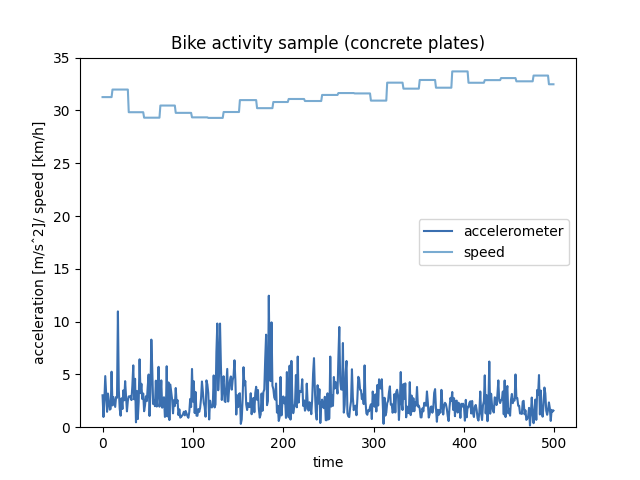 Bike activity sample (concrete plates)
35
30
25
20
15
10
5
0
acceleration [m/s^2]/ speed [km/h]
accelerometer
speed
0
100
200
300
400
500
time